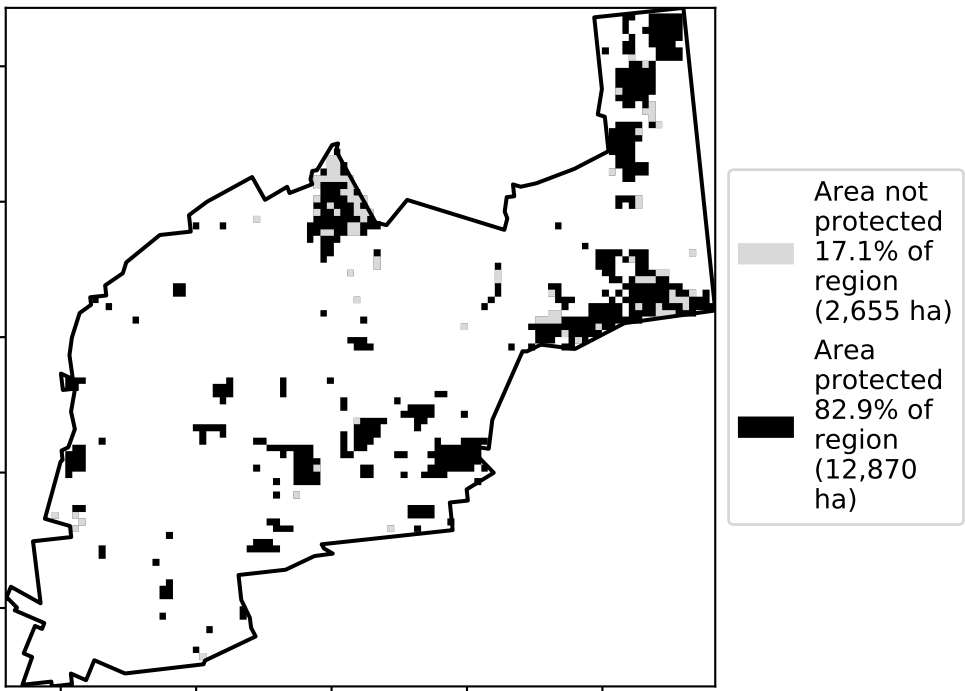 Area not
protected
17.1% of
region
(2,655 ha)
Area
protected
82.9% of
region
(12,870
ha)